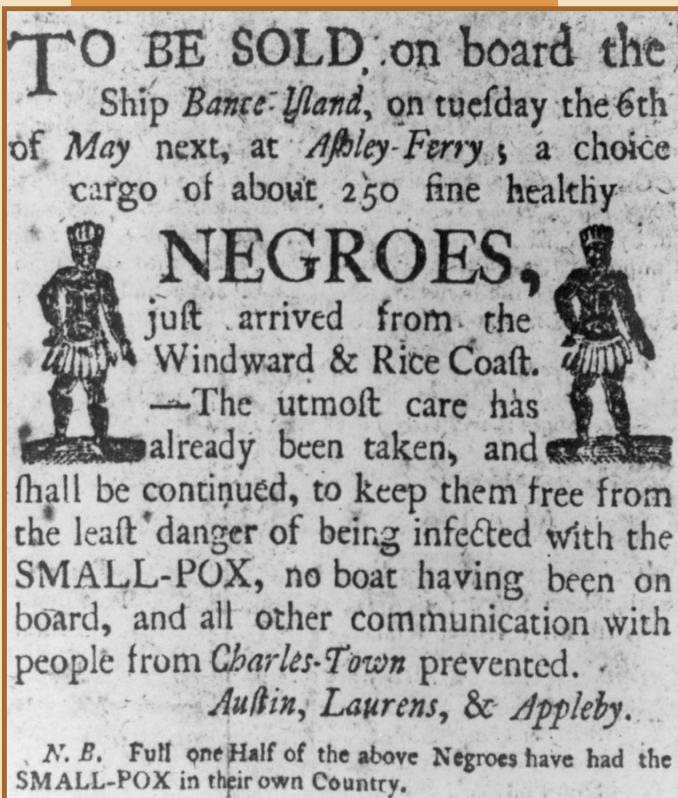 TO BE SOLD, on board the
Ship Bance-Iſland, on tueſday the 6th
of May next, at Aſhley-Ferry; a choice
cargo of about 250 fine healthy
NEGROES,
juſt arrived from the
Windward & Rice Coaſt.
—The utmoſt care has
already been taken, and
ſhall be continued, to keep them free from
the leaſt danger of being infected with the
SMALL-POX, no boat having been on
board, and all other communication with
people from Charles-Town prevented.
Auſtin, Laurens, & Appleby.
N. B. Full one Half of the above Negroes have had the
SMALL-POX in their own Country.